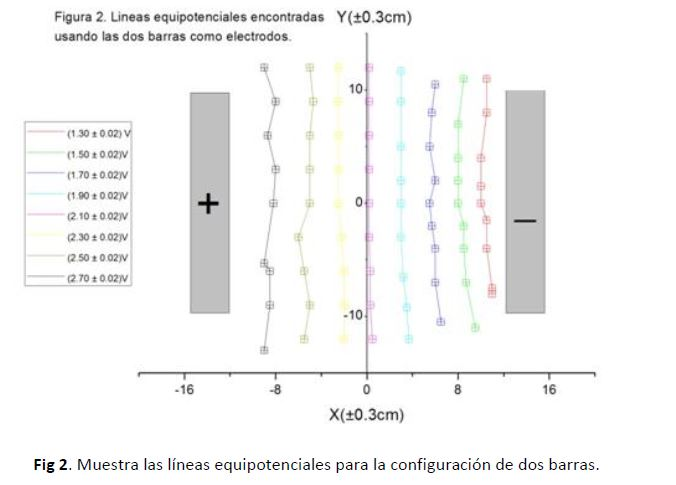 Figura 2. Lineas equipotenciales encontradas
usando las dos barras como electrodos.
Y(±0.3cm)
(1.30 ± 0.02) V
(1.50 ± 0.02)V
(1.70 ± 0.02)V
(1.90 ± 0.02)V
(2.10 ± 0.02)V
(2.30 ± 0.02)V
(2.50 ± 0.02)V
(2.70 ± 0.02)V
10
0
-10
+
−
-16 -8 0 8 16
X(±0.3cm)
Fig 2. Muestra las líneas equipotenciales para la configuración de dos barras.